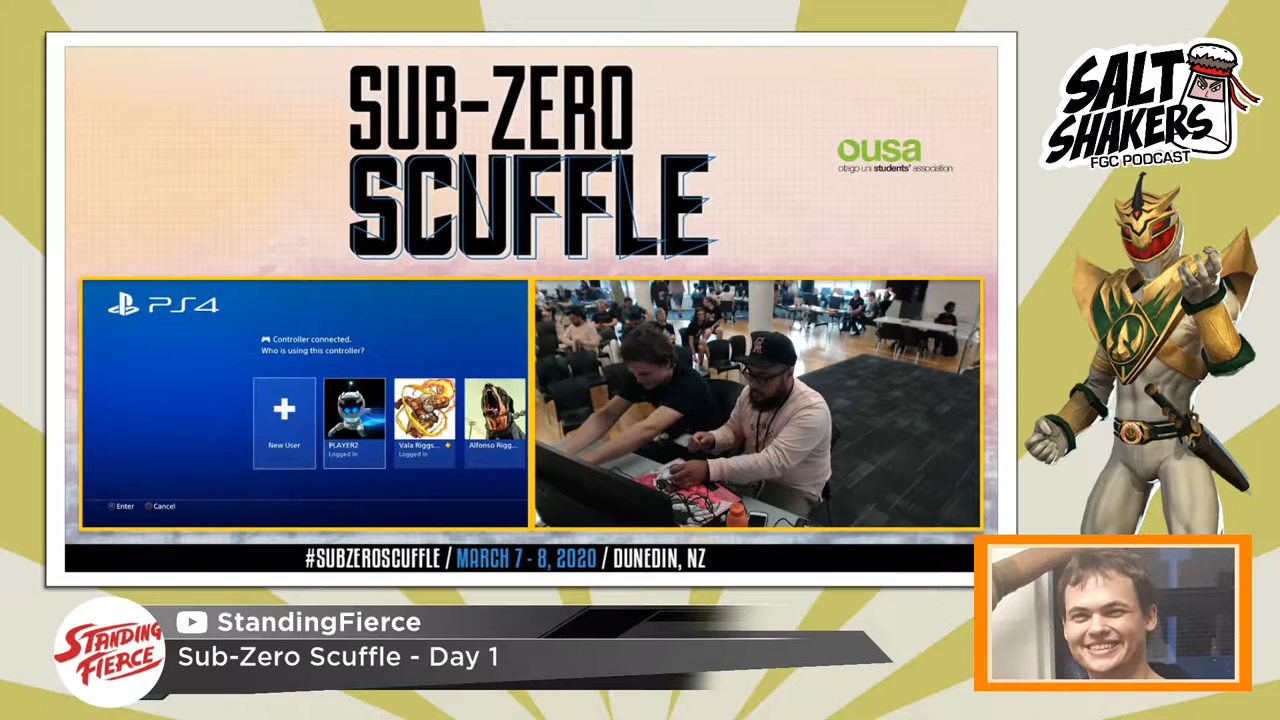 SUB-ZERO
SCUFFLE
ousa
otago uni students' association
SALT
SHAKERS
FGC PODCAST
PS4
Controller connected.
Who is using this controller?
New User
PLAYER2
Logged In
Vala Riggs...
Logged In
Alfonso Rigg...
Enter
Cancel
#SUBZEROSCUFFLE / MARCH 7 - 8, 2020 / DUNEDIN, NZ
STANDING
FIERCE
StandingFierce
Sub-Zero Scuffle - Day 1